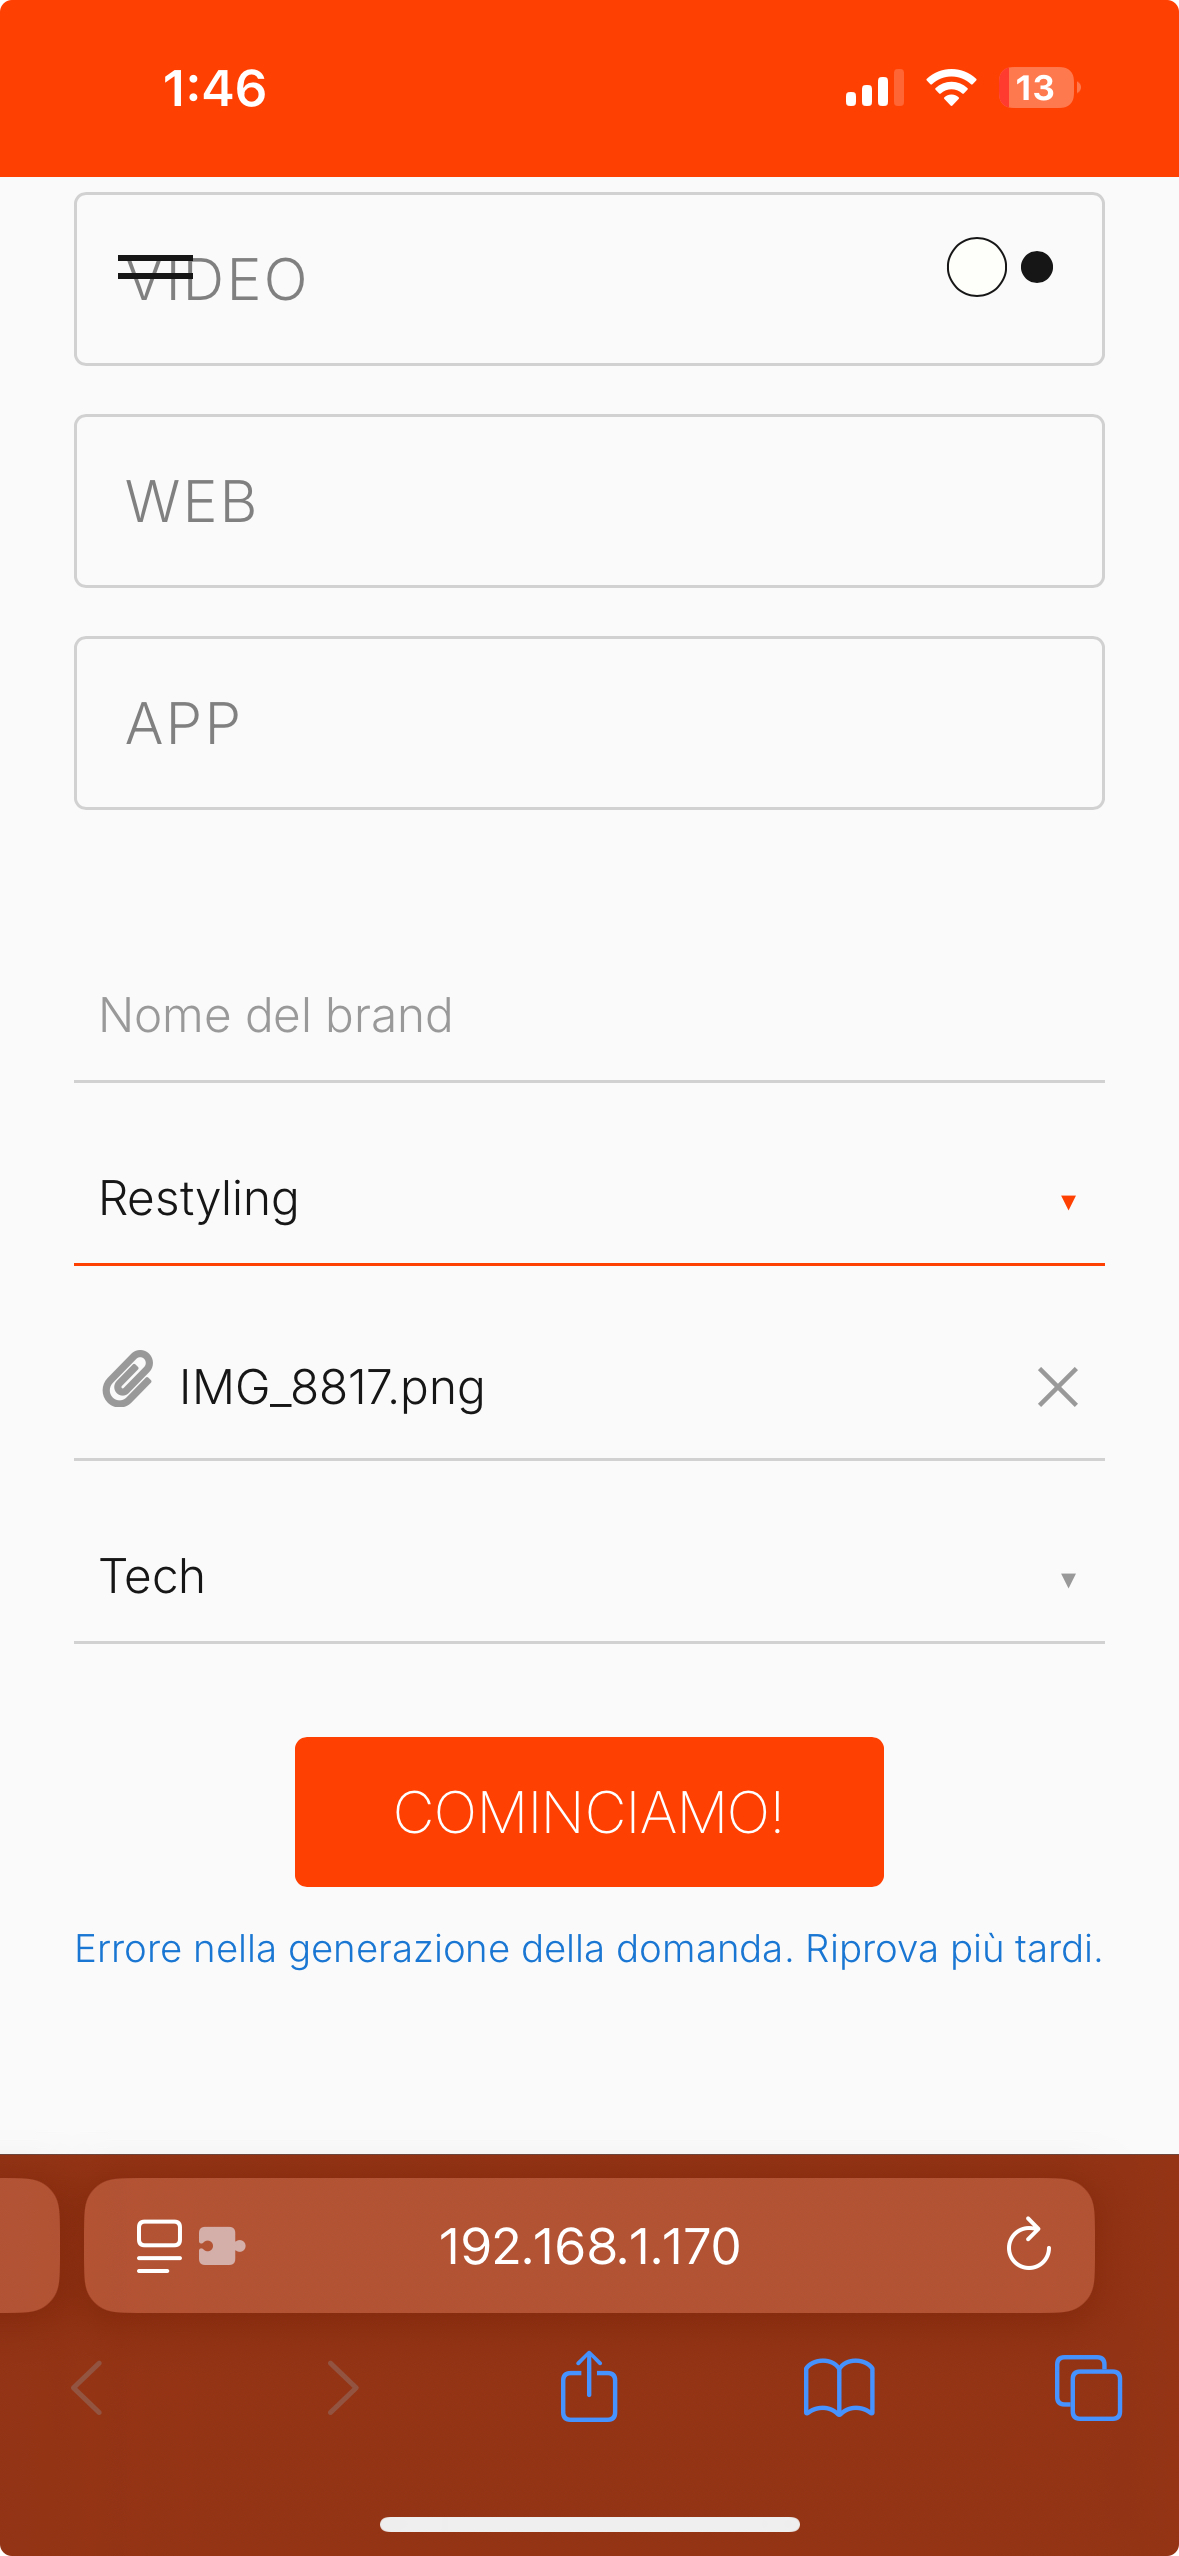 1:46
13
VIDEO
WEB
APP
Nome del brand
Restyling
IMG_8817.png
Tech
COMINCIAMO!
Errore nella generazione della domanda. Riprova più tardi.
192.168.1.170